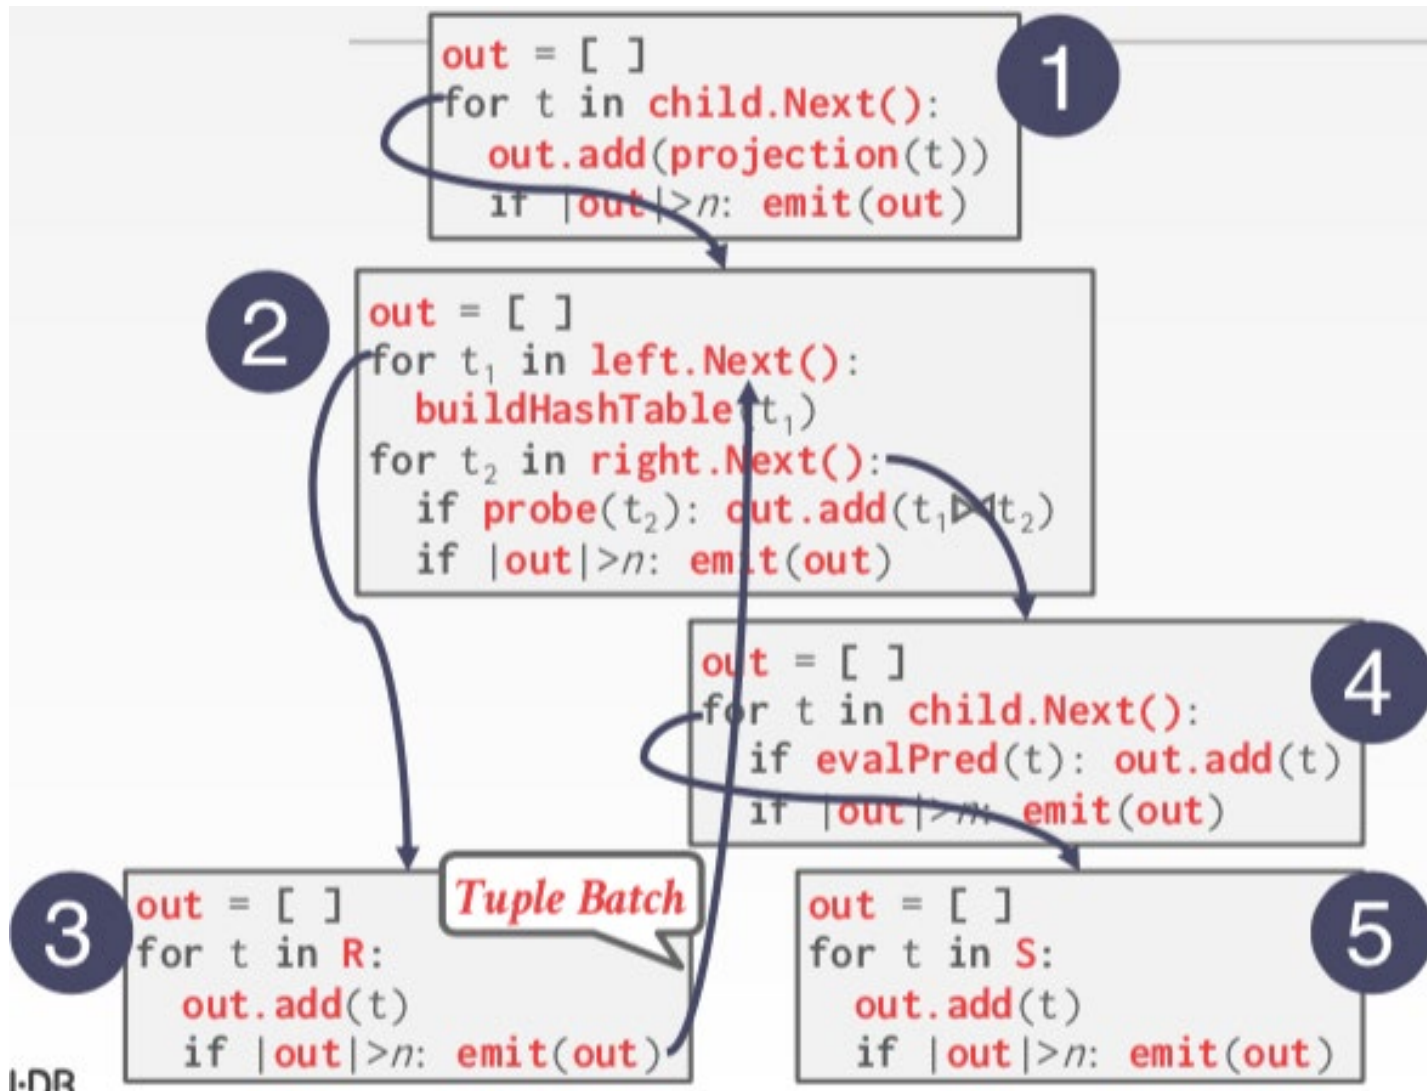 1
out = [ ]
for t in child.Next():
out.add(projection(t))
if |out|>n: emit(out)
2
out = [ ]
for t₁ in left.Next():
buildHashTable(t₁)
for t₂ in right.Next():
if probe(t₂): out.add(t₁⨝t₂)
if |out|>n: emit(out)
4
out = [ ]
for t in child.Next():
if evalPred(t): out.add(t)
if |out|>n: emit(out)
3
out = [ ]
for t in R:
out.add(t)
if |out|>n: emit(out)
Tuple Batch
5
out = [ ]
for t in S:
out.add(t)
if |out|>n: emit(out)